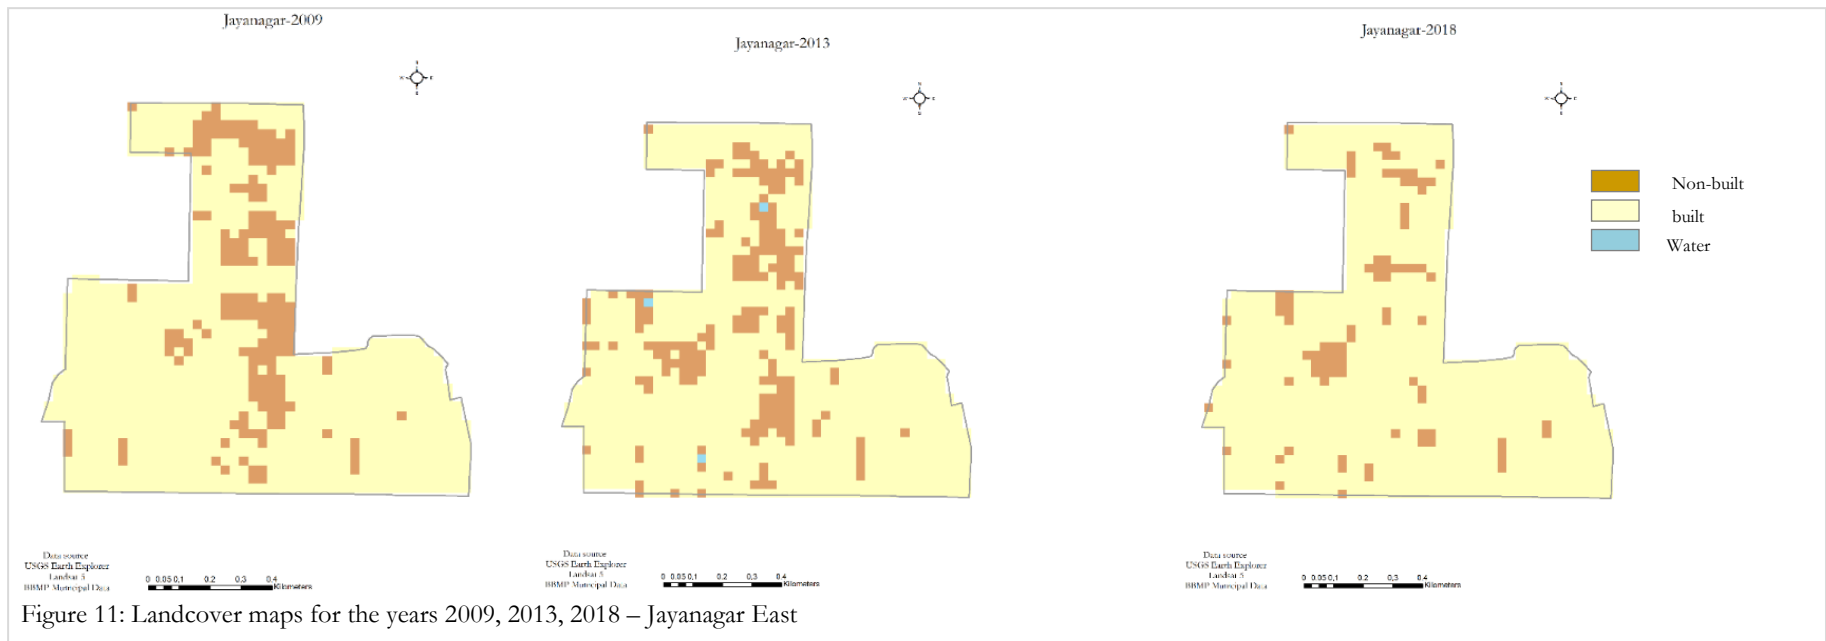 Jayanagar-2009
Jayanagar-2013
Jayanagar-2018
Non-built
built
Water
Data source
USGS Earth Explorer
Landsat 5
BBMP Municipal Data
0 0.05 0.1 0.2 0.3 0.4
Kilometers
Data source
USGS Earth Explorer
Landsat 5
BBMP Municipal Data
0 0.05 0.1 0.2 0.3 0.4
Kilometers
Data source
USGS Earth Explorer
Landsat 5
BBMP Municipal Data
0 0.05 0.1 0.2 0.3 0.4
Kilometers
Figure 11: Landcover maps for the years 2009, 2013, 2018 – Jayanagar East